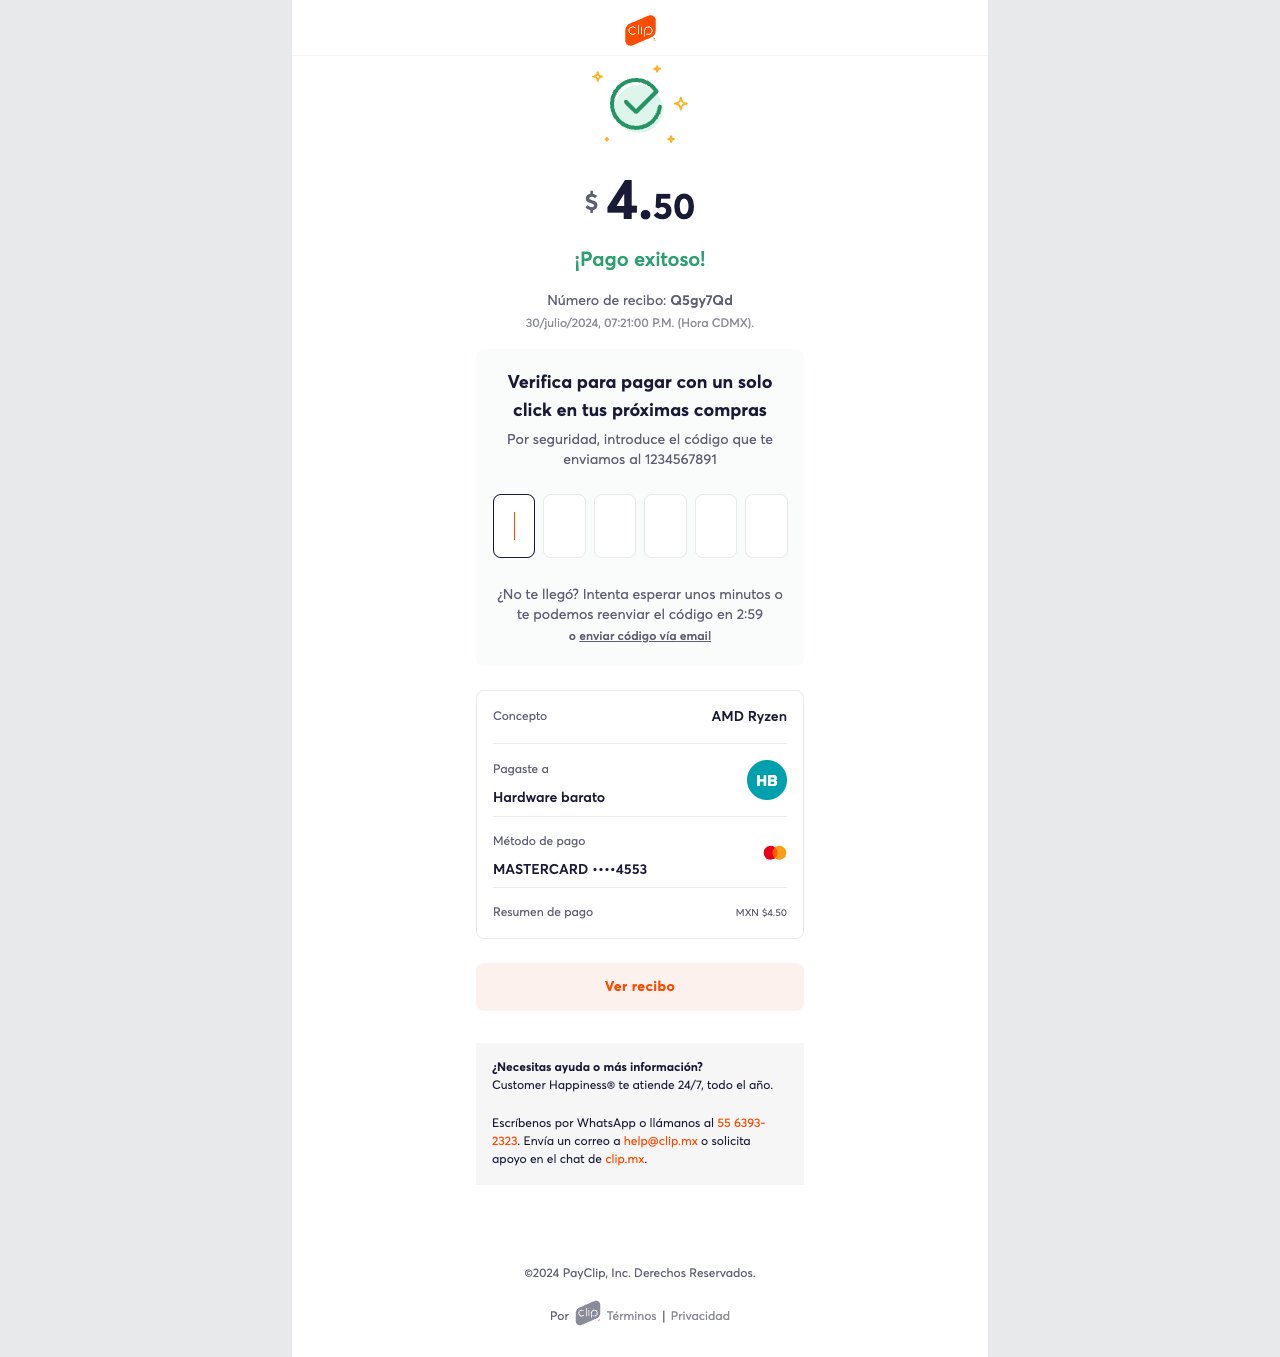 clip
$ 4.50
¡Pago exitoso!
Número de recibo: Q5gy7Qd
30/julio/2024, 07:21:00 P.M. (Hora CDMX).
Verifica para pagar con un solo
click en tus próximas compras
Por seguridad, introduce el código que te
enviamos al 1234567891
¿No te llegó? Intenta esperar unos minutos o
te podemos reenviar el código en 2:59
o enviar código vía email
Concepto AMD Ryzen
Pagaste a
HB
Hardware barato
Método de pago
MASTERCARD ••••4553
Resumen de pago MXN $4.50
Ver recibo
¿Necesitas ayuda o más información?
Customer Happiness® te atiende 24/7, todo el año.
Escríbenos por WhatsApp o llámanos al 55 6393-
2323. Envía un correo a help@clip.mx o solicita
apoyo en el chat de clip.mx.
©2024 PayClip, Inc. Derechos Reservados.
Por clip Términos | Privacidad